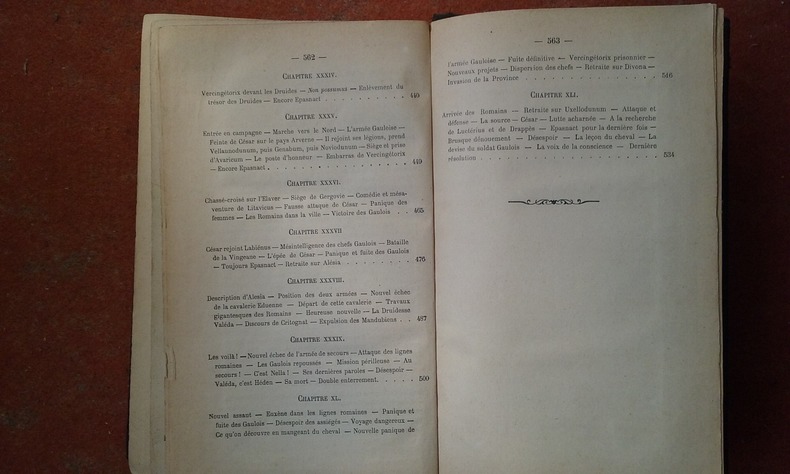 — 562 —
CHAPITRE XXXIV.
Vercingétorix devant les Druides — Non possumus — Enlèvement du
trésor des Druides — Encore Epasnact . . . . . . . . . . 440
CHAPITRE XXXV.
Entrée en campagne — Marche vers le Nord — L'armée Gauloise —
Feinte de César sur le pays Arverne — Il rejoint ses légions, prend
Vellaunodunum, puis Genabum, puis Noviodunum — Siège et prise
d'Avaricum — Le poste d'honneur — Embarras de Vercingétorix
— Encore Epasnact . . . . . . . . . . . . . . . 449
CHAPITRE XXXVI.
Chassé-croisé sur l'Elaver — Siège de Gergovie — Comédie et mésa-
venture de Litavicus — Fausse attaque de César — Panique des
femmes — Les Romains dans la ville — Victoire des Gaulois . . 465
CHAPITRE XXXVII
César rejoint Labiénus — Mésintelligence des chefs Gaulois — Bataille
de la Vingeane — L'épée de César — Panique et fuite des Gaulois
— Toujours Epasnact — Retraite sur Alésia . . . . . . . . 476
CHAPITRE XXXVIII.
Description d'Alesia — Position des deux armées — Nouvel échec
de la cavalerie Eduenne — Départ de cette cavalerie — Travaux
gigantesques des Romains — Heureuse nouvelle — La Druidesse
Valéda — Discours de Critognat — Expulsion des Mandubiens . . 487
CHAPITRE XXXIX.
Les voilà ! — Nouvel échec de l'armée de secours — Attaque des lignes
romaines — Les Gaulois repoussés — Mission périlleuse — Au
secours ! — C'est Neïla ! — Ses dernières paroles — Désespoir —
Valéda, c'est Héden — Sa mort — Double enterrement. . . . . 500
CHAPITRE XL.
Nouvel assaut — Euxène dans les lignes romaines — Panique et
fuite des Gaulois — Désespoir des assiégés — Voyage dangereux —
Ce qu'on découvre en mangeant du cheval — Nouvelle panique de
— 563 —
l'armée Gauloise — Fuite définitive — Vercingétorix prisonnier —
Nouveaux projets — Dispersion des chefs — Retraite sur Divona —
Invasion de la Province . . . . . . . . . . . . . 516
CHAPITRE XLI.
Arrivée des Romains — Retraite sur Uxellodunum — Attaque et
défense — La source — César — Lutte acharnée — A la recherche
de Luctérius et de Drappès — Epasnact pour la dernière fois —
Brusque dénouement — Désespoir — La leçon du cheval — La
devise du soldat Gaulois — La voix de la conscience — Dernière
résolution . . . . . . . . . . . . . . . . . 534